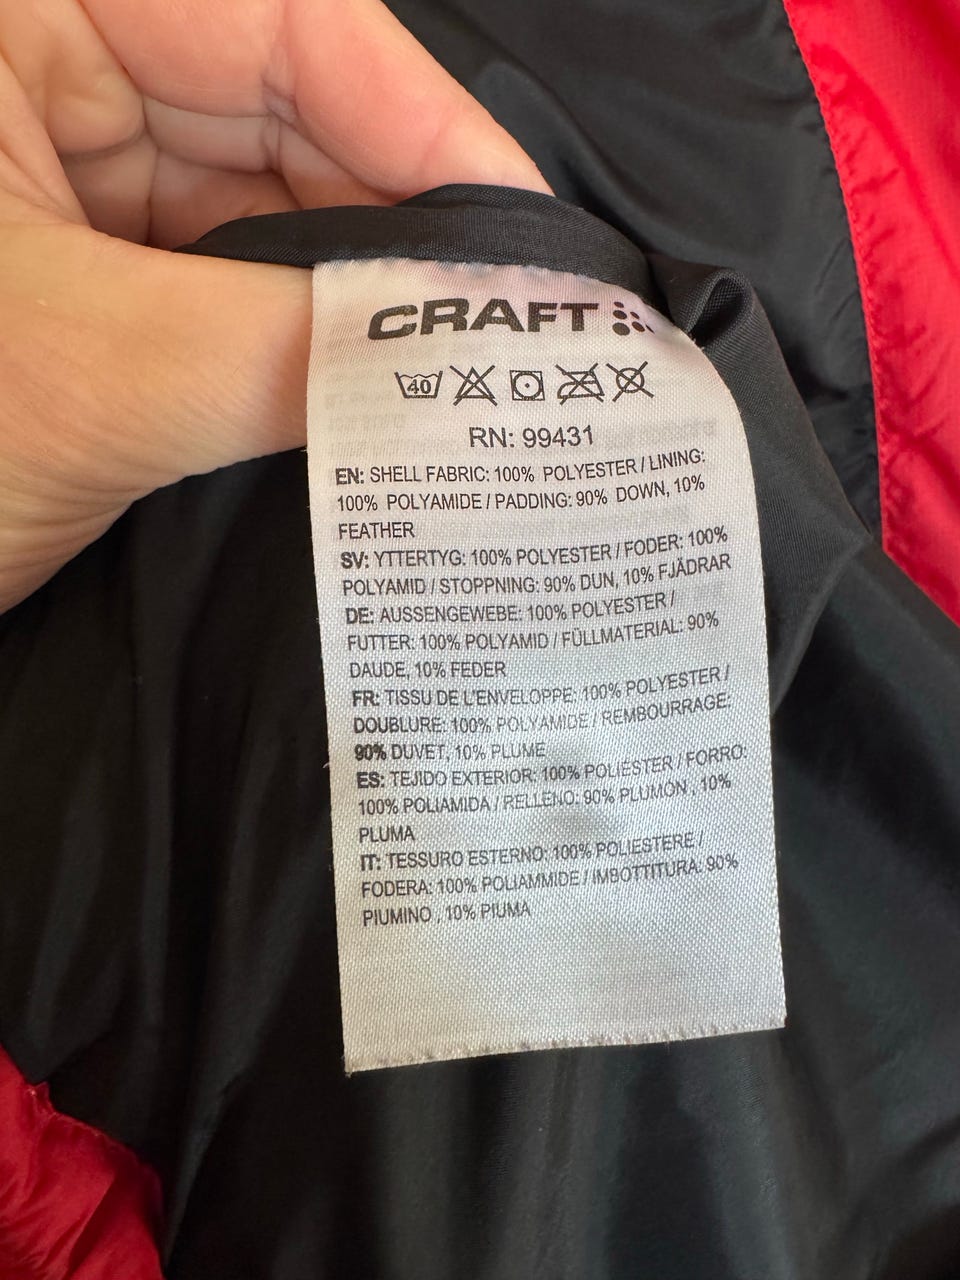 CRAFT
40
RN: 99431
EN: SHELL FABRIC: 100% POLYESTER / LINING:
100% POLYAMIDE / PADDING: 90% DOWN, 10%
FEATHER
SV: YTTERTYG: 100% POLYESTER / FODER: 100%
POLYAMID / STOPPNING: 90% DUN, 10% FJÄDRAR
DE: AUSSENGEWEBE: 100% POLYESTER /
FUTTER: 100% POLYAMID / FÜLLMATERIAL: 90%
DAUDE, 10% FEDER
FR: TISSU DE L'ENVELOPPE: 100% POLYESTER /
DOUBLURE: 100% POLYAMIDE / REMBOURRAGE:
90% DUVET, 10% PLUME
ES: TEJIDO EXTERIOR: 100% POLIESTER / FORRO:
100% POLIAMIDA / RELLENO: 90% PLUMON , 10%
PLUMA
IT: TESSURO ESTERNO: 100% POLIESTERE /
FODERA: 100% POLIAMMIDE / IMBOTTITURA: 90%
PIUMINO , 10% PIUMA